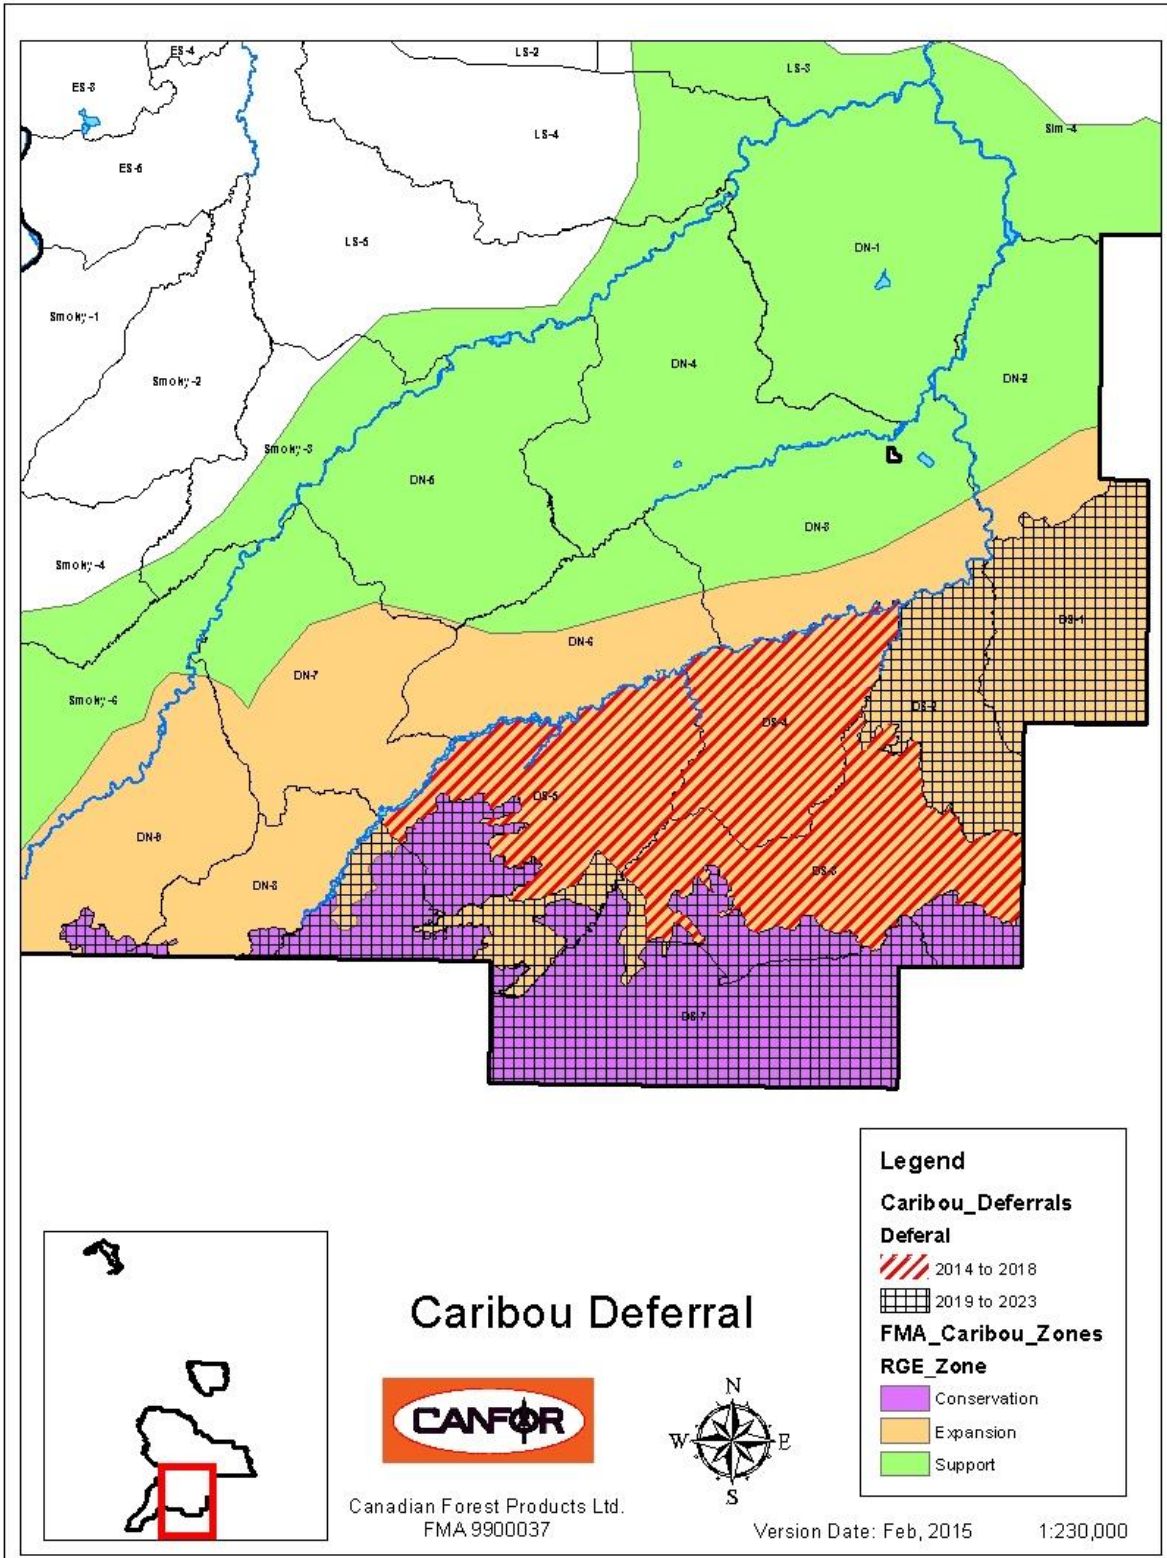 ES-4
LS-2
LS-3
ES-3
LS-4
Sim-4
ES-5
LS-5
DN-1
Smoky-1
Smoky-2
DN-4
DN-2
Smoky-3
DN-5
DN-3
Smoky-4
DS-1
DN-6
DN-7
Smoky-5
DS-2
DS-4
DS-5
DN-9
DS-3
DN-8
DS-7
Legend
Caribou_Deferrals
Deferal
2014 to 2018
2019 to 2023
FMA_Caribou_Zones
RGE_Zone
Conservation
Expansion
Support
Caribou Deferral
CANFOR
N
W E
S
Canadian Forest Products Ltd.
FMA 9900037
Version Date: Feb, 2015 1:230,000